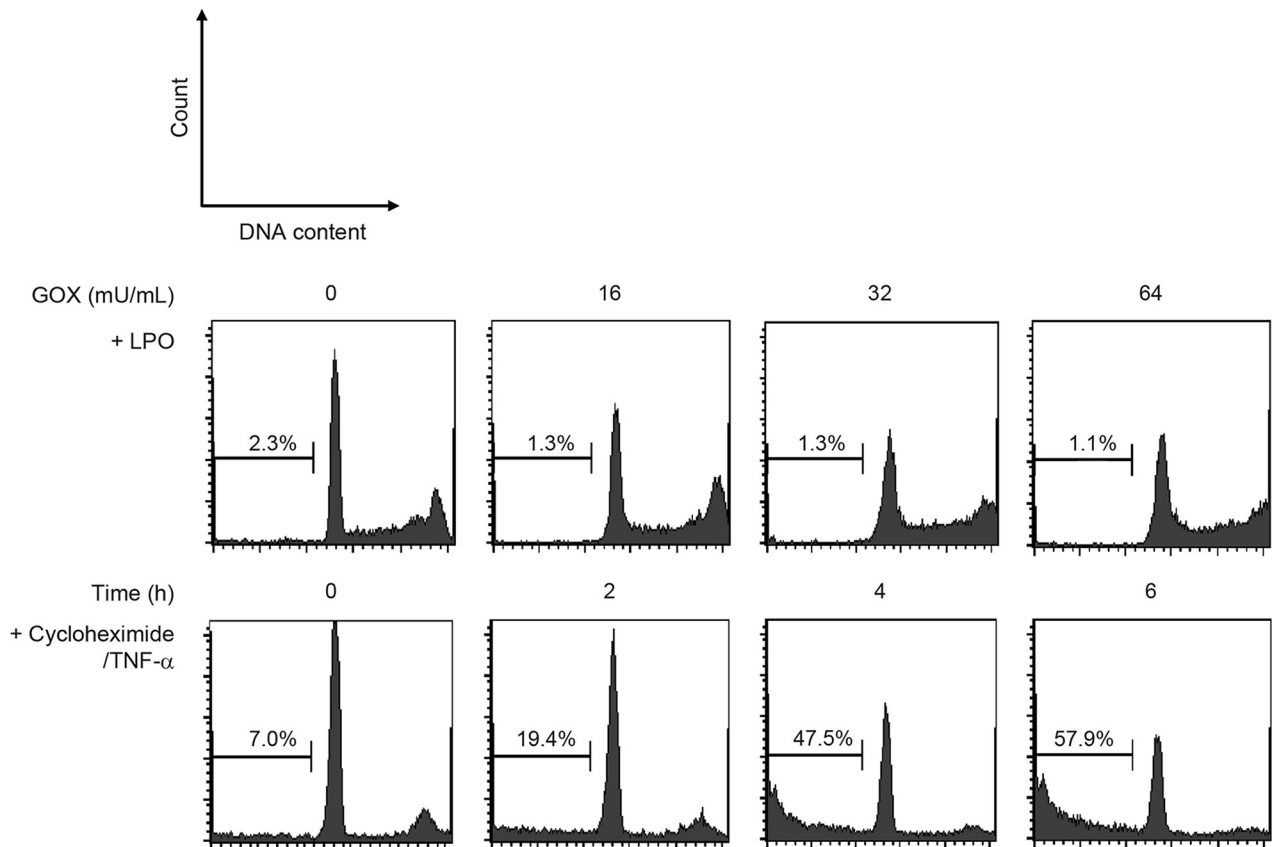 Count
DNA content
GOX (mU/mL) 0 16 32 64
+ LPO
2.3% 1.3% 1.3% 1.1%
Time (h) 0 2 4 6
+ Cycloheximide
/TNF-α
7.0% 19.4% 47.5% 57.9%